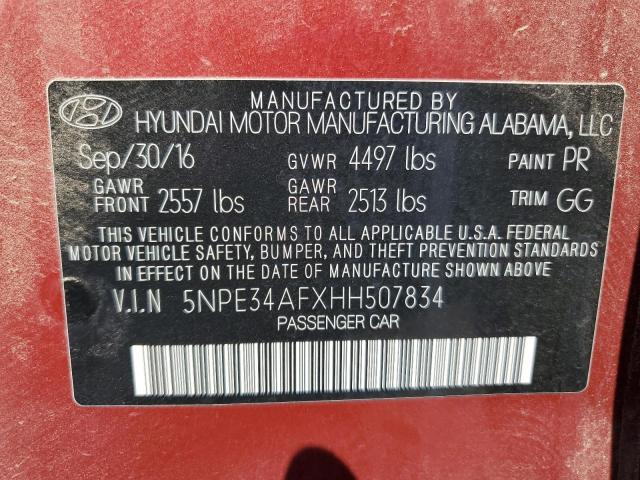 MANUFACTURED BY
HYUNDAI MOTOR MANUFACTURING ALABAMA, LLC
Sep/30/16 GVWR 4497 lbs PAINT PR
GAWR FRONT 2557 lbs GAWR REAR 2513 lbs TRIM GG
THIS VEHICLE CONFORMS TO ALL APPLICABLE U.S.A. FEDERAL
MOTOR VEHICLE SAFETY, BUMPER, AND THEFT PREVENTION STANDARDS
IN EFFECT ON THE DATE OF MANUFACTURE SHOWN ABOVE
V.I.N 5NPE34AFXHH507834
PASSENGER CAR